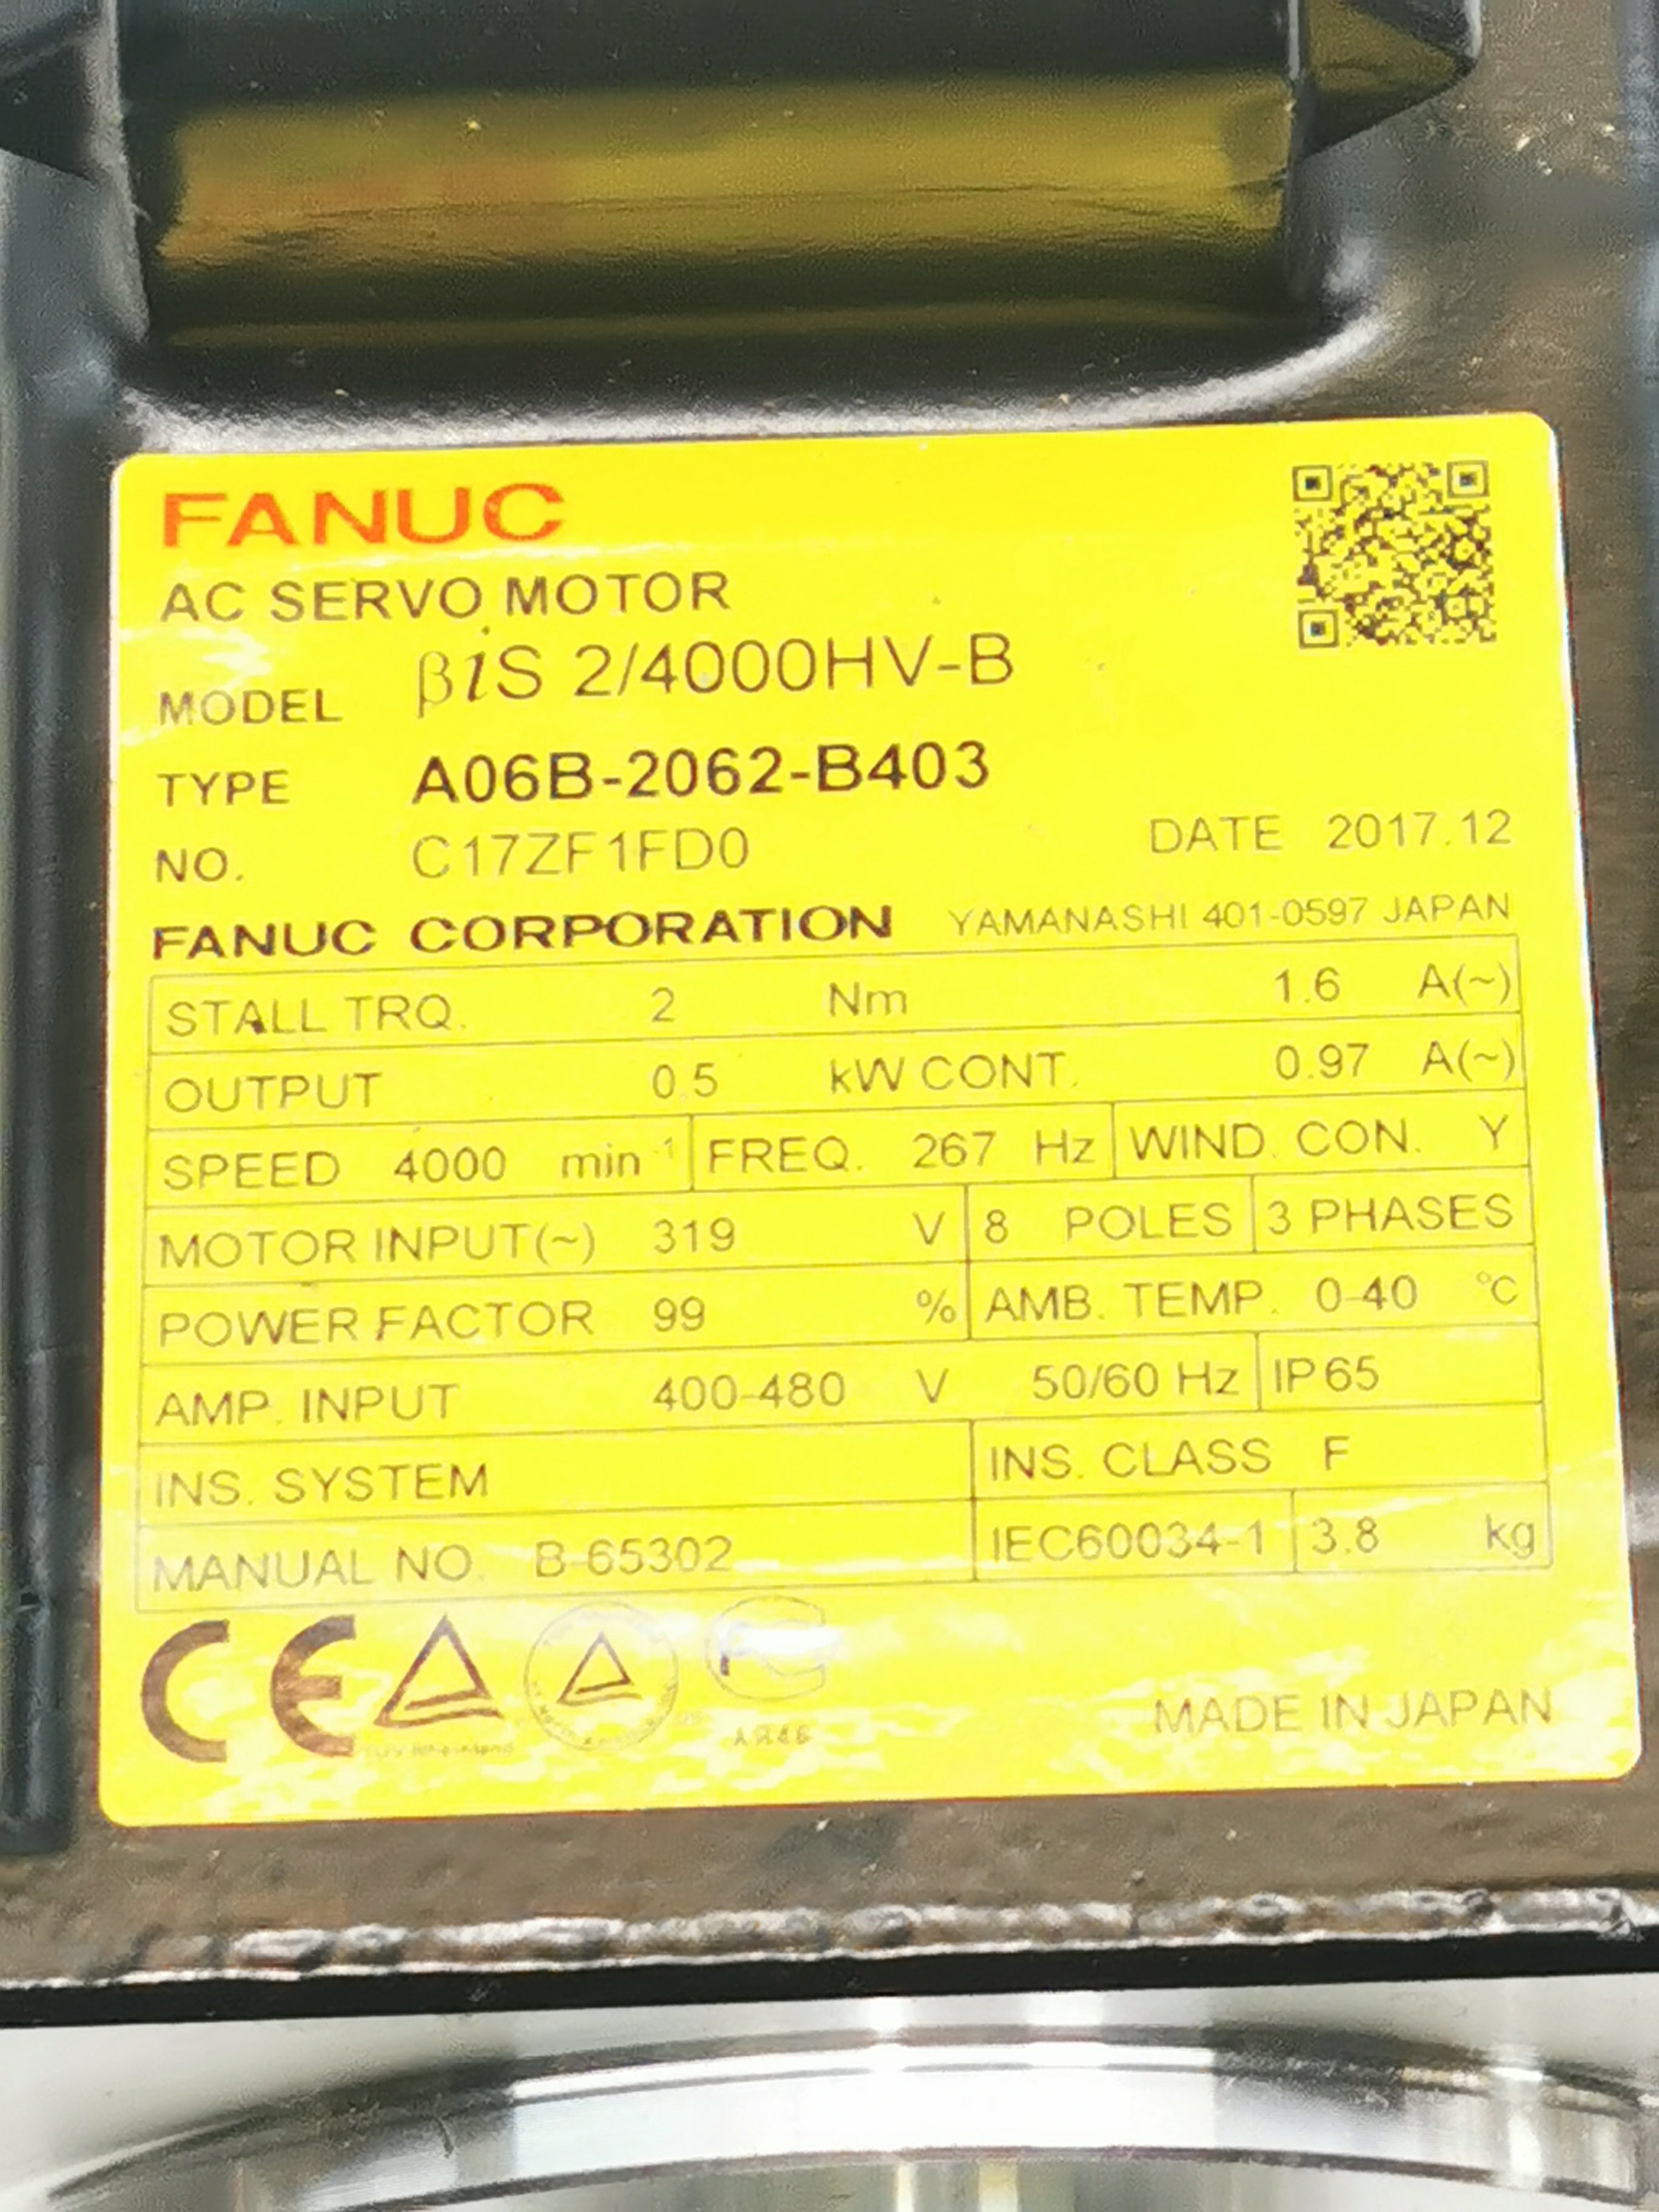 FANUC
AC SERVO MOTOR
MODEL βiS 2/4000HV-B
TYPE A06B-2062-B403
NO. C17ZF1FD0 DATE 2017.12
FANUC CORPORATION YAMANASHI 401-0597 JAPAN
STALL TRQ. 2 Nm 1.6 A(~)
OUTPUT 0.5 kW CONT. 0.97 A(~)
SPEED 4000 min⁻¹ FREQ. 267 Hz WIND. CON. Y
MOTOR INPUT(~) 319 V 8 POLES 3 PHASES
POWER FACTOR 99 % AMB. TEMP. 0-40 °C
AMP. INPUT 400-480 V 50/60 Hz IP65
INS. SYSTEM INS. CLASS F
MANUAL NO. B-65302 IEC60034-1 3.8 kg
CE
MADE IN JAPAN